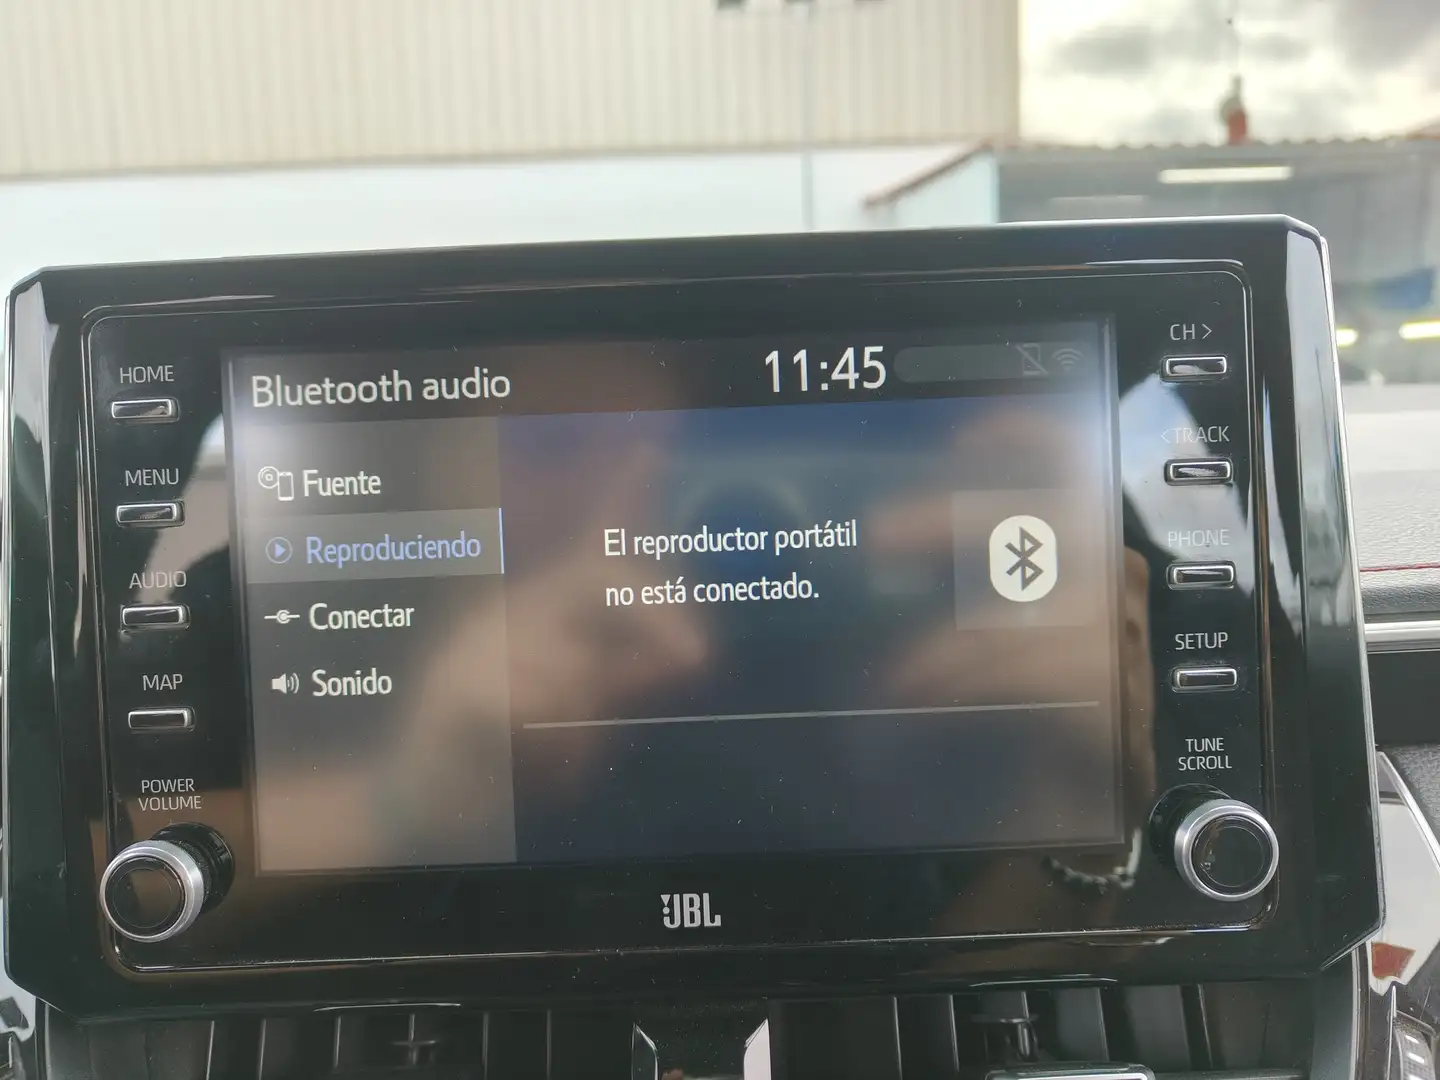 HOME
MENU
AUDIO
MAP
POWER
VOLUME
Bluetooth audio
11:45
Fuente
Reproduciendo
Conectar
Sonido
El reproductor portátil
no está conectado.
CH >
< TRACK
PHONE
SETUP
TUNE
SCROLL
JBL